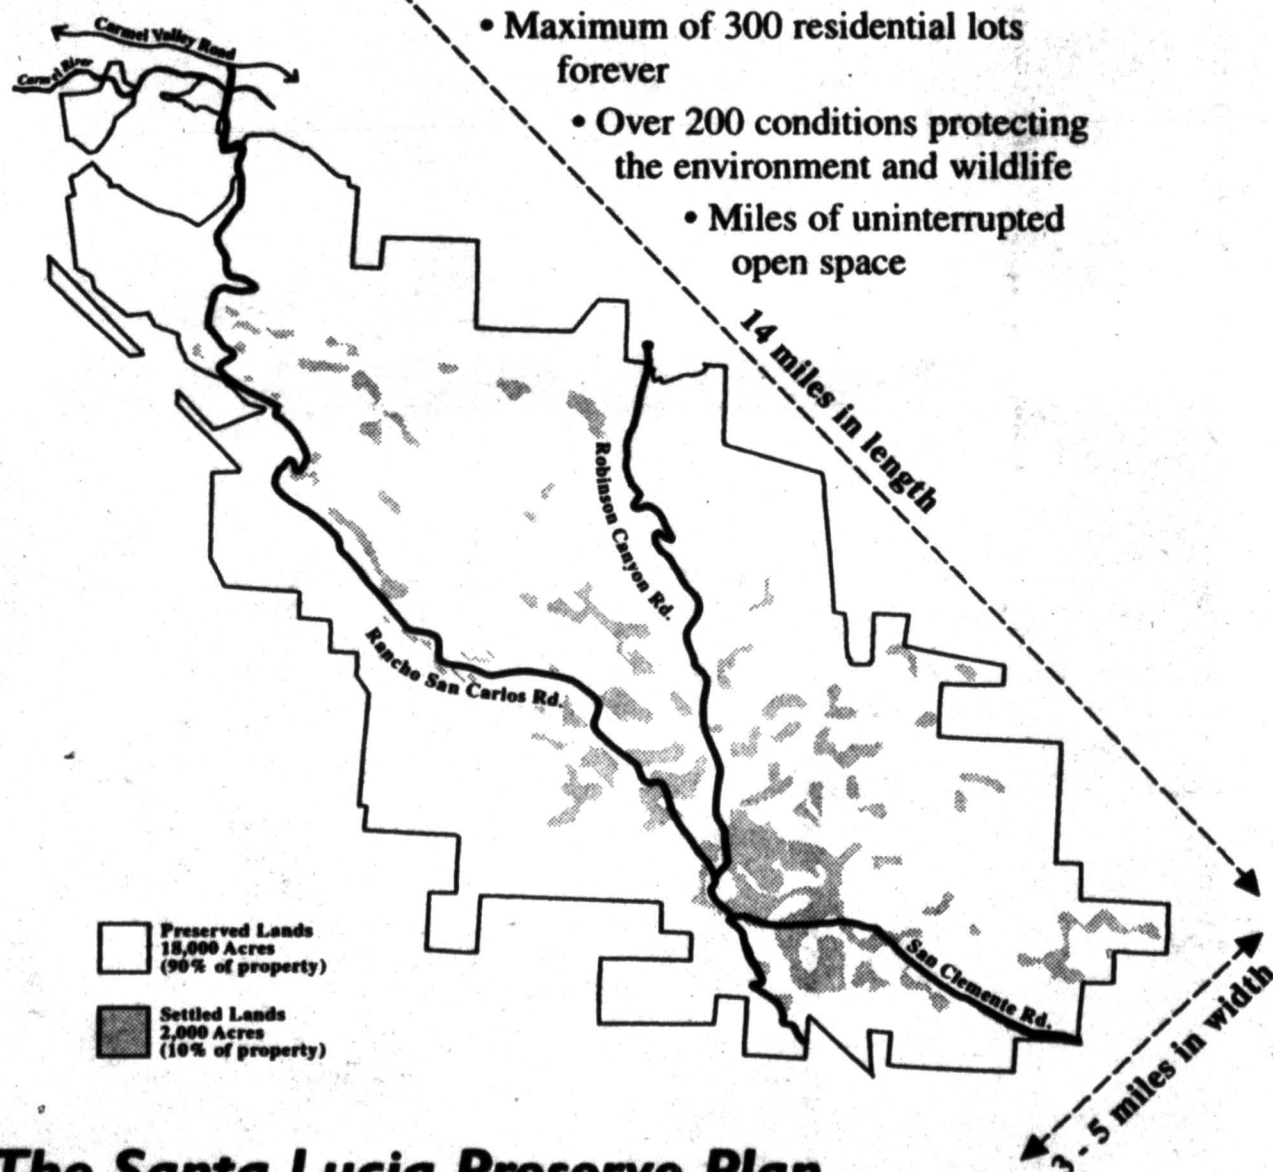 • Maximum of 300 residential lots
forever
• Over 200 conditions protecting
the environment and wildlife
• Miles of uninterrupted
open space
Carmel Valley Road
Carmel River
14 miles in length
Robinson Canyon Rd.
Rancho San Carlos Rd.
San Clemente Rd.
3 - 5 miles in width
Preserved Lands
18,000 Acres
(90% of property)
Settled Lands
2,000 Acres
(10% of property)
The Santa Lucia Preserve Plan